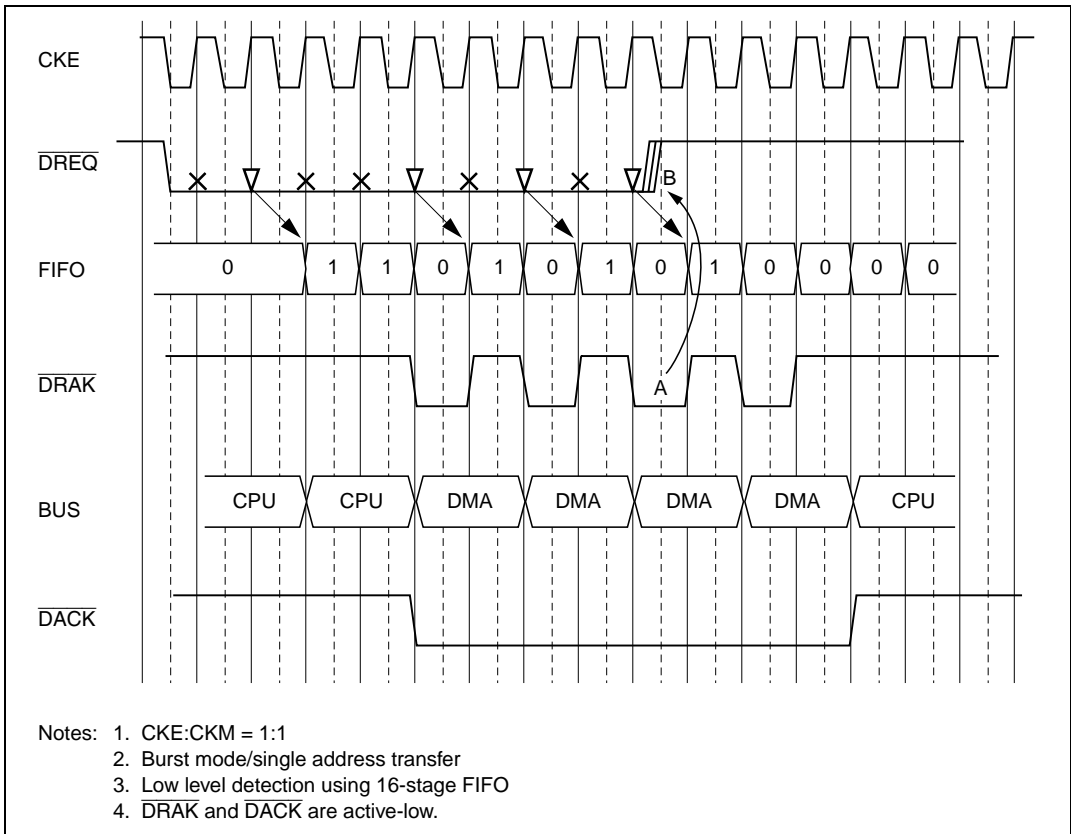 CKE
DREQ
B
FIFO
0 1 1 0 1 0 1 0 1 0 0 0 0
DRAK
A
BUS
CPU CPU DMA DMA DMA DMA CPU
DACK
Notes: 1. CKE:CKM = 1:1
2. Burst mode/single address transfer
3. Low level detection using 16-stage FIFO
4. DRAK and DACK are active-low.